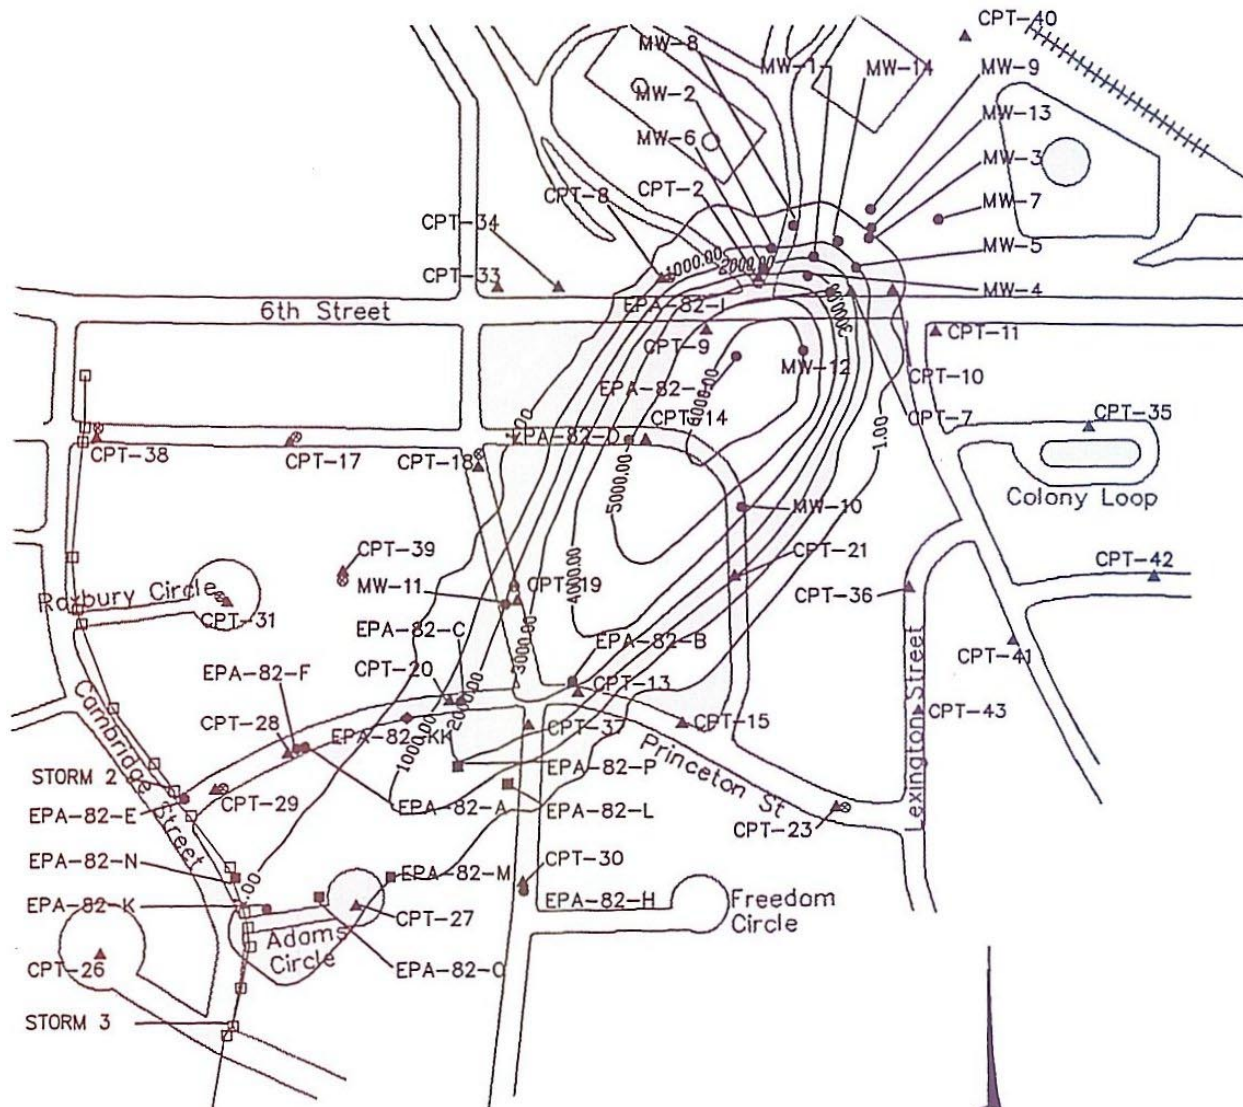 CPT-40
MW-8
MW-1
MW-14
MW-9
MW-2
MW-13
MW-6
MW-3
CPT-8
CPT-2
MW-7
CPT-34
MW-5
1000.00
2000.00
CPT-33
MW-4
EPA-82-I
3000.00
6th Street
CPT-9
CPT-11
MW-12
CPT-10
EPA-82-
6000.00
CPT-14
CPT-7
CPT-35
EPA-82-D
1.00
CPT-38
CPT-17
CPT-18
5000.00
MW-10
Colony Loop
CPT-39
CPT-21
CPT-42
Roxbury Circle
MW-11
CPT-19
4000.00
CPT-36
CPT-31
EPA-82-C
EPA-82-B
3000.00
CPT-41
EPA-82-F
CPT-20
CPT-13
2000.00
Cambridge Street
CPT-28
EPA-82-KK
CPT-37
CPT-15
Lexington Street
CPT-43
1000.00
STORM 2
EPA-82-P
Princeton St
EPA-82-E
CPT-29
EPA-82-A
EPA-82-L
CPT-23
EPA-82-N
EPA-82-M
CPT-30
EPA-82-K
EPA-82-H
Freedom
Circle
CPT-27
Adams
Circle
CPT-26
EPA-82-O
STORM 3